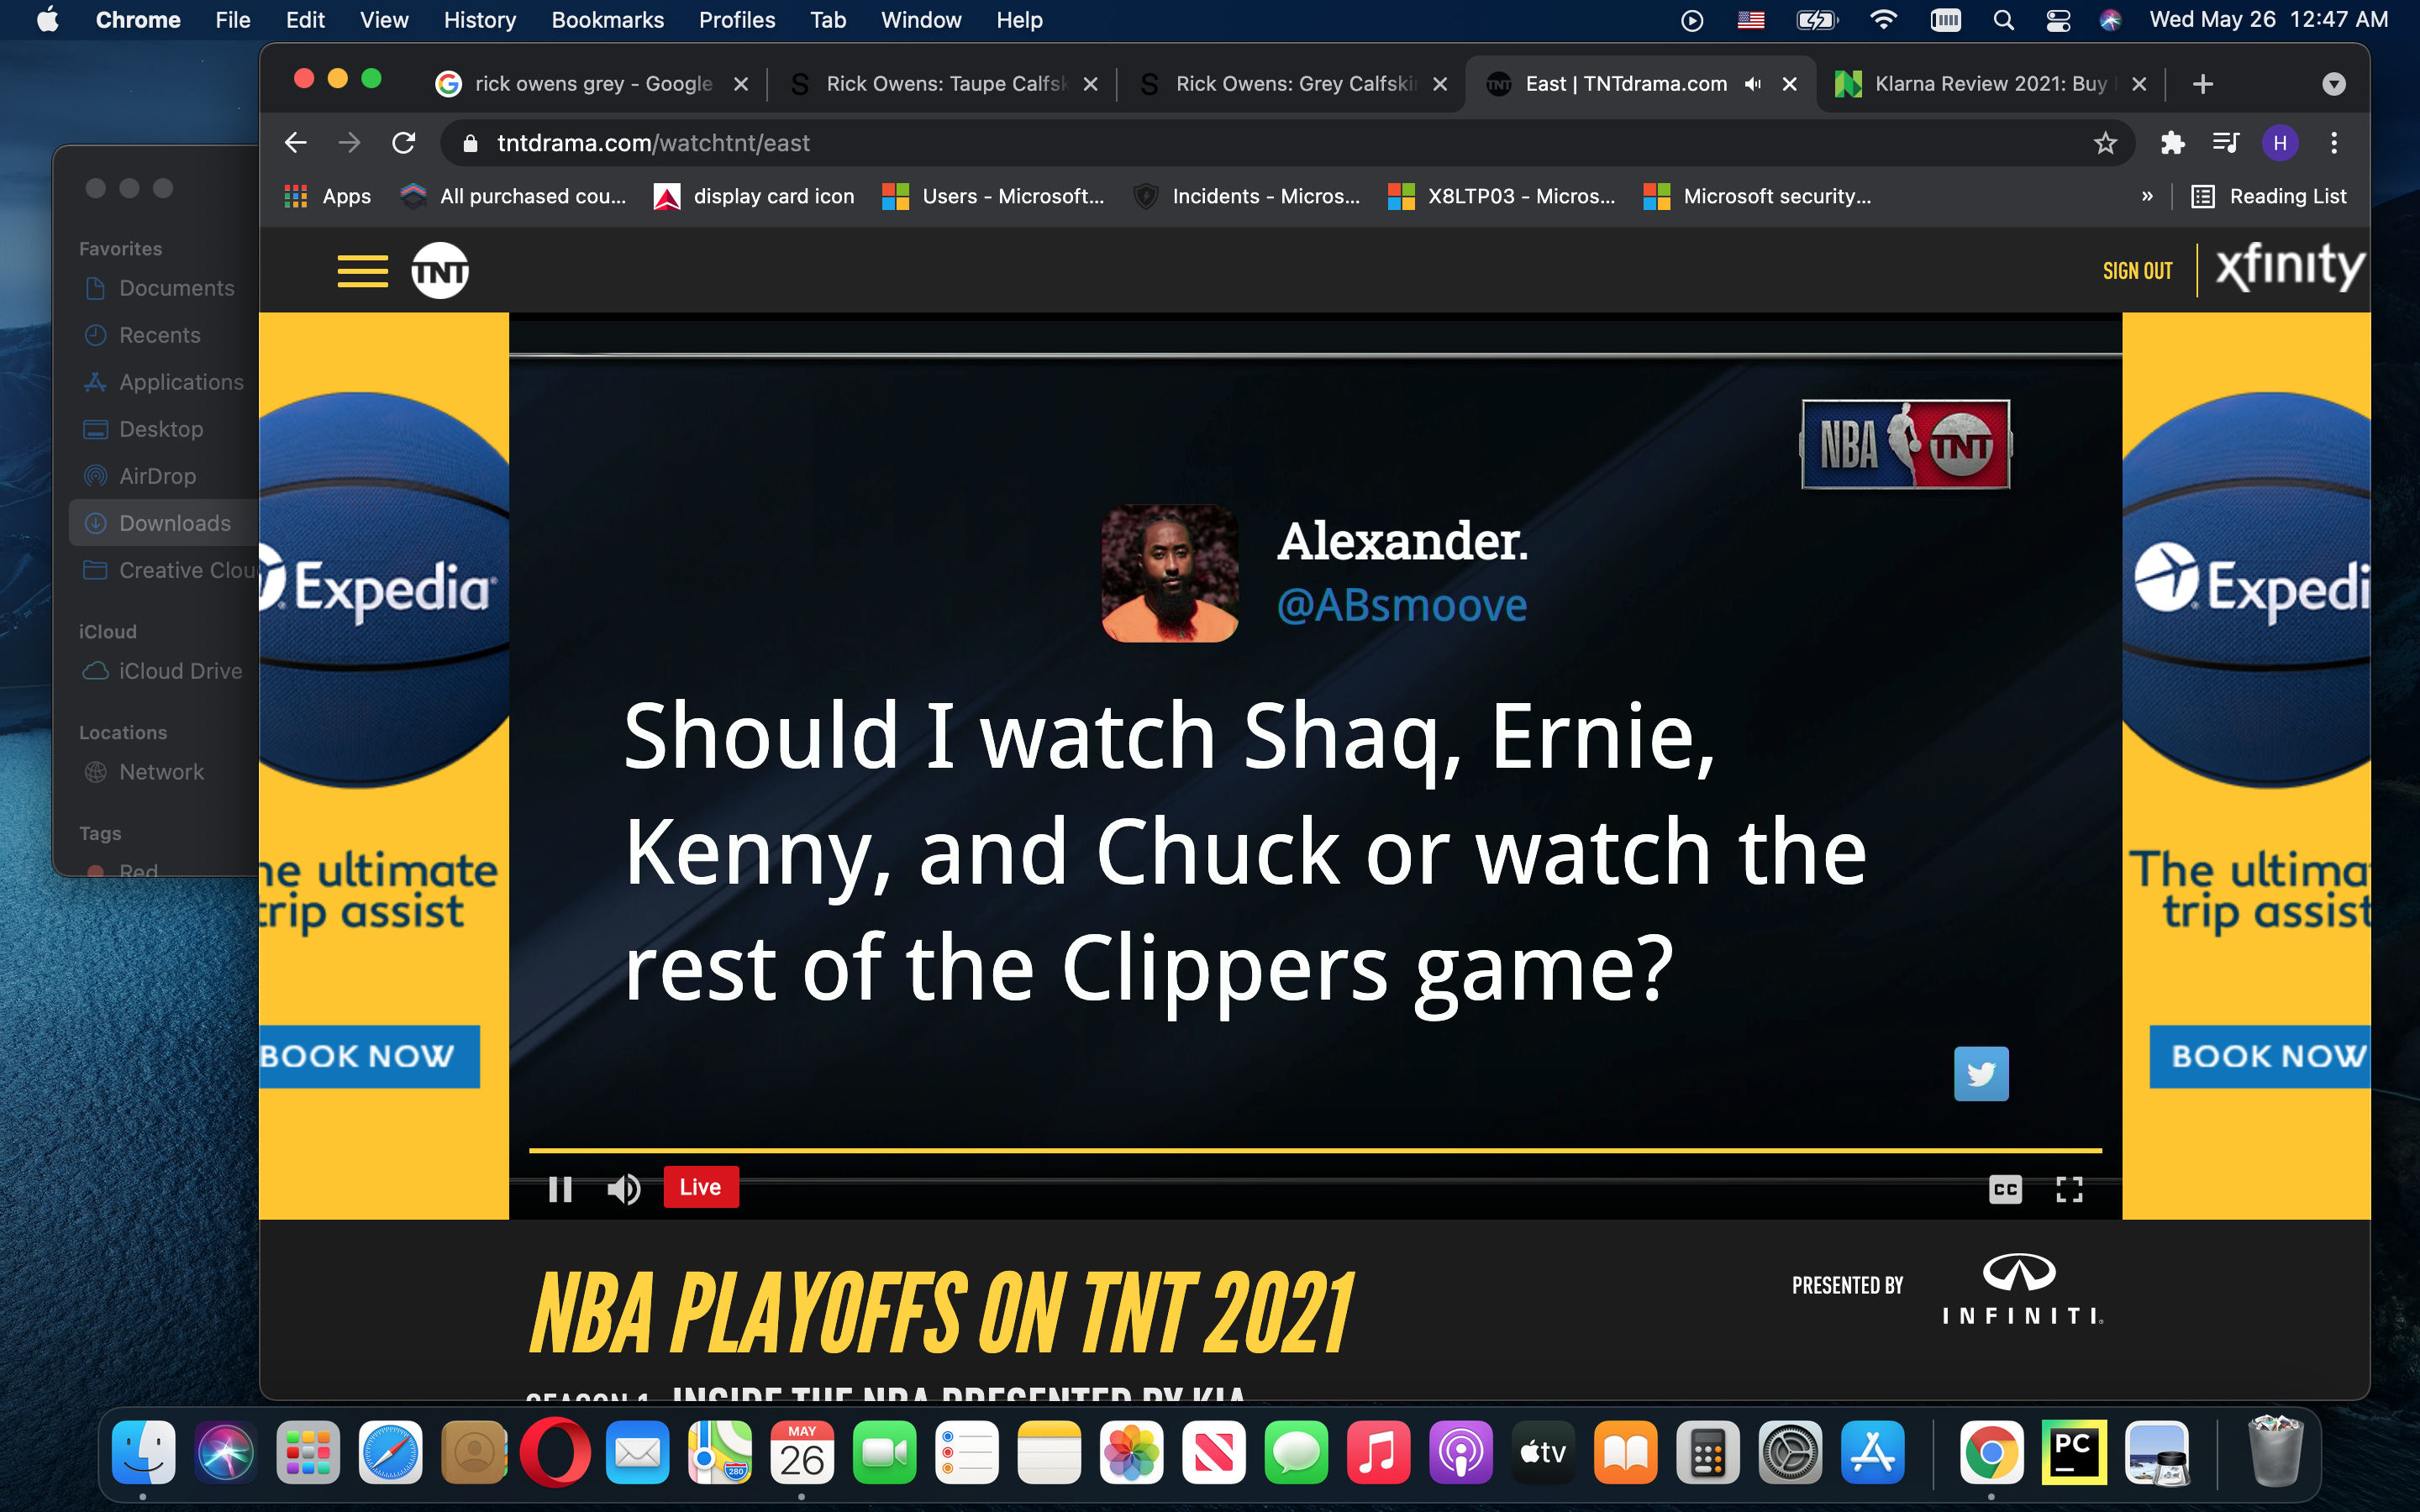 Chrome File Edit View History Bookmarks Profiles Tab Window Help Wed May 26 12:47 AM
rick owens grey - Google
S Rick Owens: Taupe Calfsk
S Rick Owens: Grey Calfski
TNT East | TNTdrama.com
Klarna Review 2021: Buy
tntdrama.com/watchtnt/east
H
Apps All purchased cou... display card icon Users - Microsoft... Incidents - Micros... X8LTP03 - Micros... Microsoft security... » Reading List
Favorites
Documents
Recents
Applications
Desktop
AirDrop
Downloads
Creative Clou
iCloud
iCloud Drive
Locations
Network
Tags
Red
TNT
SIGN OUT
xfinity
Expedia
he ultimate
trip assist
BOOK NOW
NBA TNT
Alexander.
@ABsmoove
Should I watch Shaq, Ernie,
Kenny, and Chuck or watch the
rest of the Clippers game?
Live
CC
Expedi
The ultima
trip assist
BOOK NOW
NBA PLAYOFFS ON TNT 2021
PRESENTED BY
INFINITI
SEASON 1 INSIDE THE NBA PRESENTED BY KIA
280
MAY
26
tv
PC